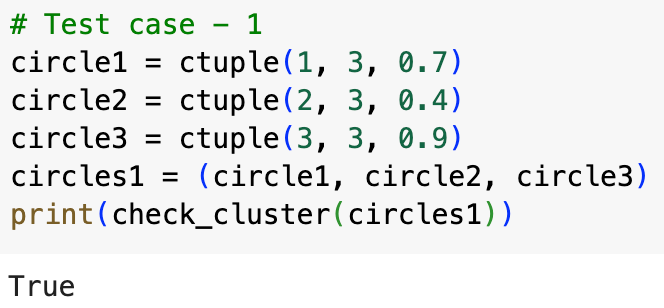 # Test case – 1
circle1 = ctuple(1, 3, 0.7)
circle2 = ctuple(2, 3, 0.4)
circle3 = ctuple(3, 3, 0.9)
circles1 = (circle1, circle2, circle3)
print(check_cluster(circles1))
True